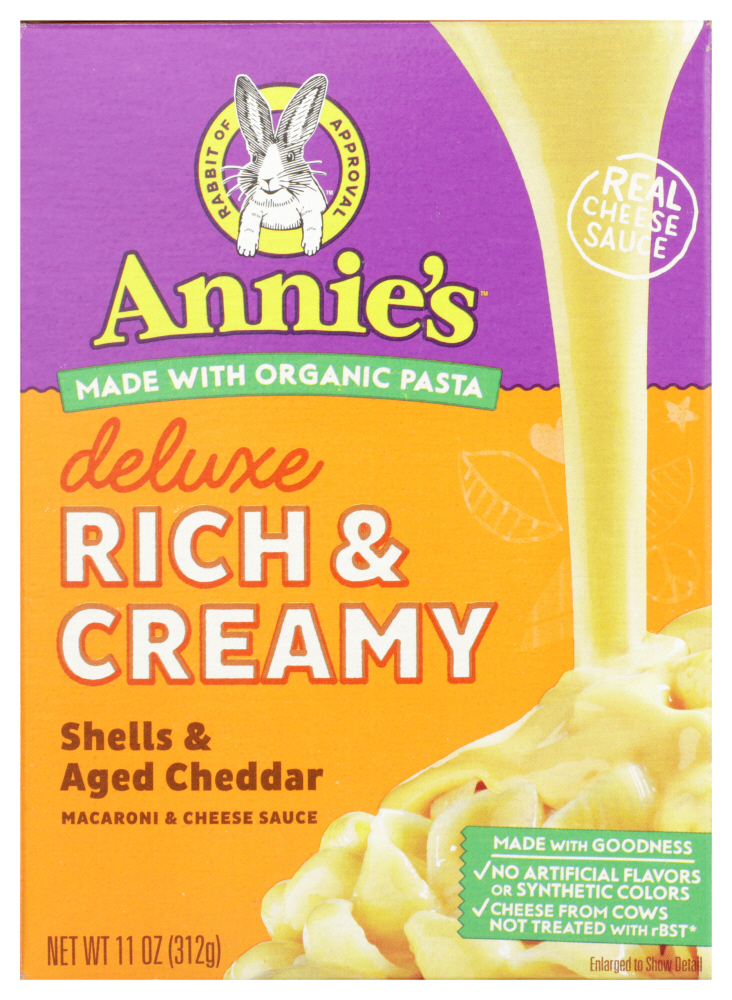 RABBIT OF APPROVAL
™
REAL
CHEESE
SAUCE
Annie's™
MADE WITH ORGANIC PASTA
deluxe
RICH &
CREAMY
Shells &
Aged Cheddar
MACARONI & CHEESE SAUCE
MADE WITH GOODNESS
✓NO ARTIFICIAL FLAVORS
OR SYNTHETIC COLORS
✓CHEESE FROM COWS
NOT TREATED WITH rBST*
NET WT 11 OZ (312g)
Enlarged to Show Detail